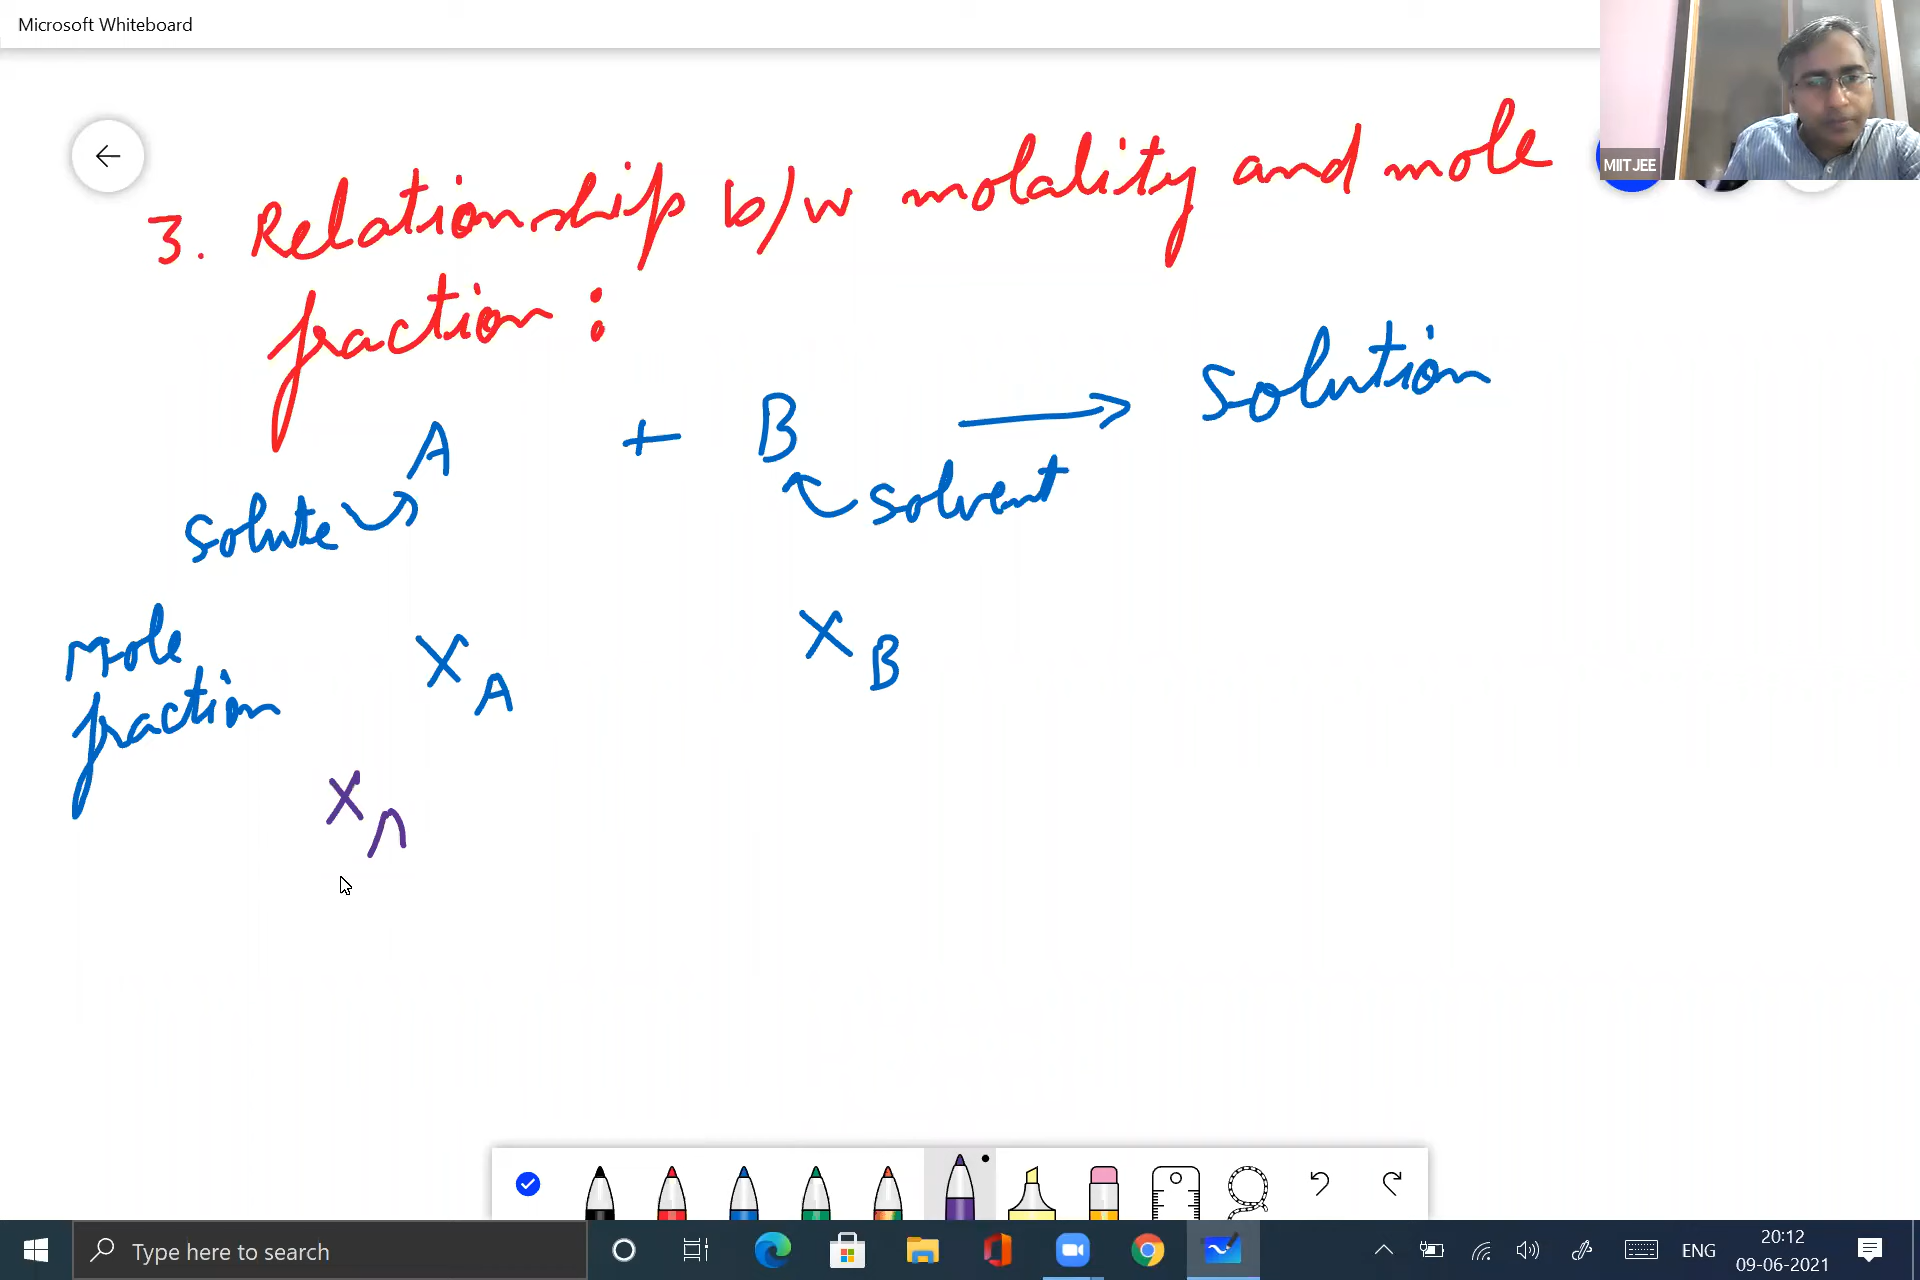 Microsoft Whiteboard
MIIT JEE
3. Relationship b/w molality and mole
fraction :
A + B → Solution
solute solvent
Mole
fraction
X A X B
X
Type here to search
ENG
20:12
09-06-2021